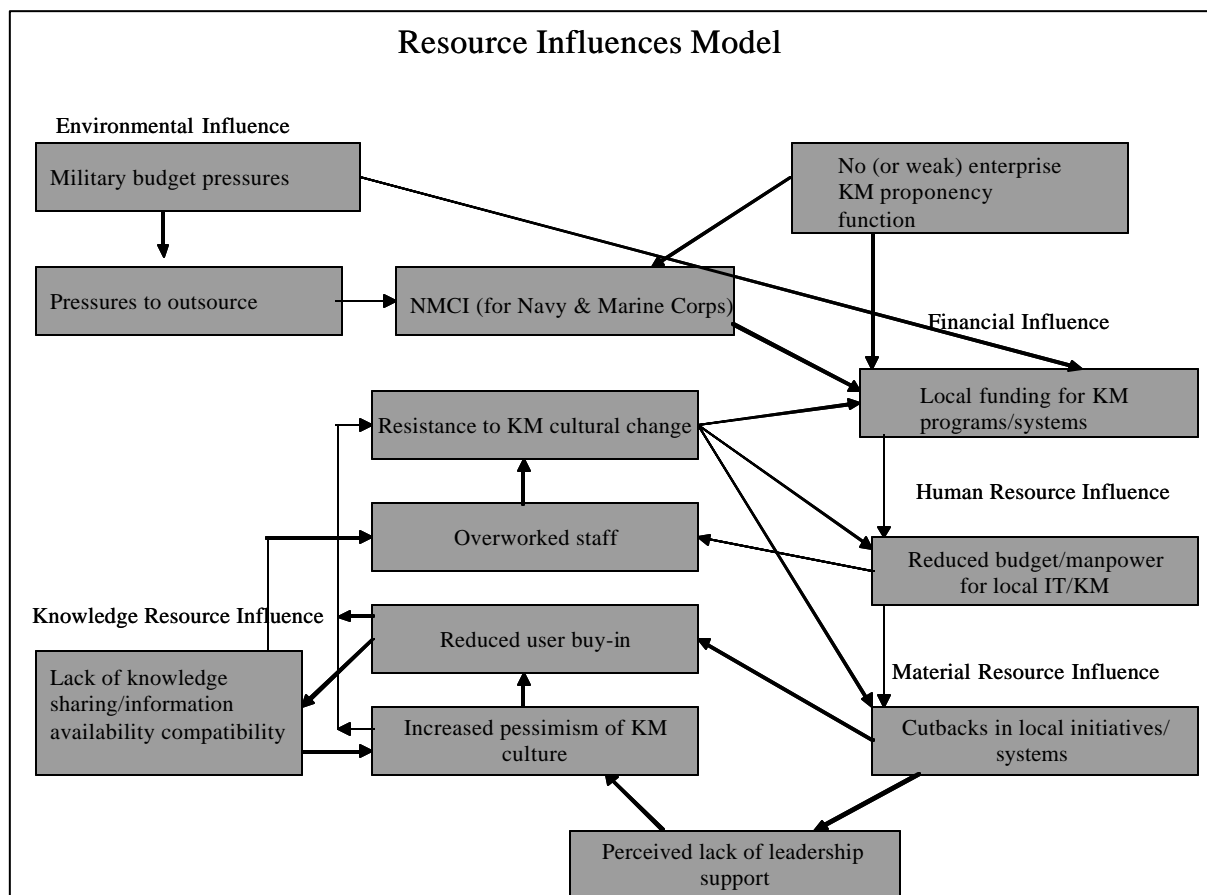 Resource Influences Model
Environmental Influence
Military budget pressures
No (or weak) enterprise
KM proponency
function
Pressures to outsource
NMCI (for Navy & Marine Corps)
Financial Influence
Local funding for KM
programs/systems
Resistance to KM cultural change
Human Resource Influence
Overworked staff
Reduced budget/manpower
for local IT/KM
Knowledge Resource Influence
Reduced user buy-in
Lack of knowledge
sharing/information
availability compatibility
Material Resource Influence
Increased pessimism of KM
culture
Cutbacks in local initiatives/
systems
Perceived lack of leadership
support